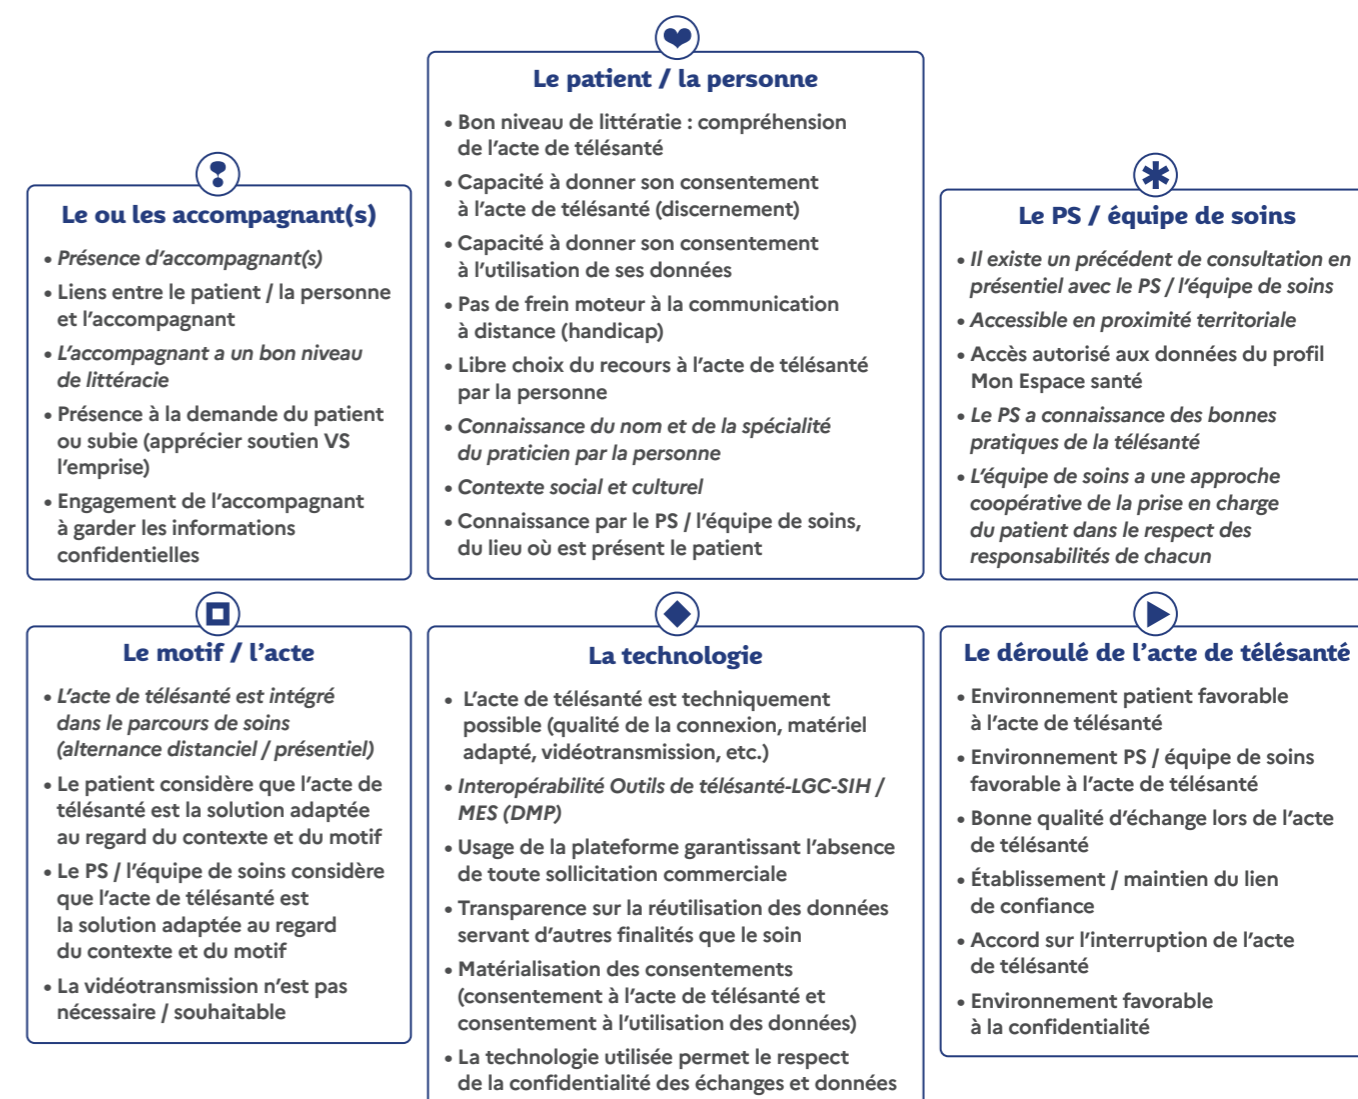 Le patient / la personne
• Bon niveau de littératie : compréhension
de l'acte de télésanté
• Capacité à donner son consentement
à l'acte de télésanté (discernement)
• Capacité à donner son consentement
à l'utilisation de ses données
• Pas de frein moteur à la communication
à distance (handicap)
• Libre choix du recours à l'acte de télésanté
par la personne
• Connaissance du nom et de la spécialité
du praticien par la personne
• Contexte social et culturel
• Connaissance par le PS / l'équipe de soins,
du lieu où est présent le patient
Le ou les accompagnant(s)
• Présence d'accompagnant(s)
• Liens entre le patient / la personne
et l'accompagnant
• L'accompagnant a un bon niveau
de littéracie
• Présence à la demande du patient
ou subie (apprécier soutien VS
l'emprise)
• Engagement de l'accompagnant
à garder les informations
confidentielles
Le PS / équipe de soins
• Il existe un précédent de consultation en
présentiel avec le PS / l'équipe de soins
• Accessible en proximité territoriale
• Accès autorisé aux données du profil
Mon Espace santé
• Le PS a connaissance des bonnes
pratiques de la télésanté
• L'équipe de soins a une approche
coopérative de la prise en charge
du patient dans le respect des
responsabilités de chacun
Le motif / l'acte
• L'acte de télésanté est intégré
dans le parcours de soins
(alternance distanciel / présentiel)
• Le patient considère que l'acte de
télésanté est la solution adaptée
au regard du contexte et du motif
• Le PS / l'équipe de soins considère
que l'acte de télésanté est
la solution adaptée au regard
du contexte et du motif
• La vidéotransmission n'est pas
nécessaire / souhaitable
La technologie
• L'acte de télésanté est techniquement
possible (qualité de la connexion, matériel
adapté, vidéotransmission, etc.)
• Interopérabilité Outils de télésanté-LGC-SIH /
MES (DMP)
• Usage de la plateforme garantissant l'absence
de toute sollicitation commerciale
• Transparence sur la réutilisation des données
servant d'autres finalités que le soin
• Matérialisation des consentements
(consentement à l'acte de télésanté et
consentement à l'utilisation des données)
• La technologie utilisée permet le respect
de la confidentialité des échanges et données
Le déroulé de l'acte de télésanté
• Environnement patient favorable
à l'acte de télésanté
• Environnement PS / équipe de soins
favorable à l'acte de télésanté
• Bonne qualité d'échange lors de l'acte
de télésanté
• Établissement / maintien du lien
de confiance
• Accord sur l'interruption de l'acte
de télésanté
• Environnement favorable
à la confidentialité